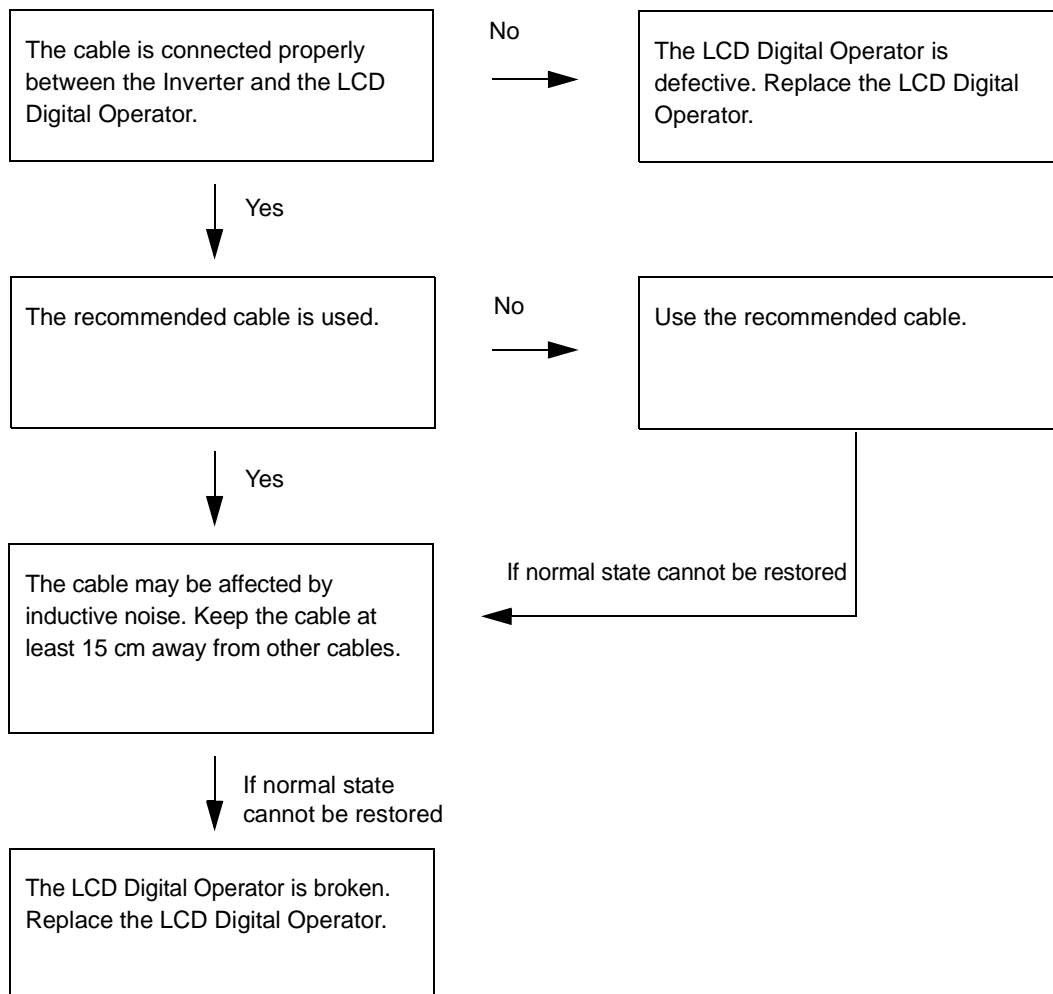 The cable is connected properly
between the Inverter and the LCD
Digital Operator.
No
The LCD Digital Operator is
defective. Replace the LCD Digital
Operator.
Yes
The recommended cable is used.
No
Use the recommended cable.
Yes
The cable may be affected by
inductive noise. Keep the cable at
least 15 cm away from other cables.
If normal state cannot be restored
If normal state
cannot be restored
The LCD Digital Operator is broken.
Replace the LCD Digital Operator.